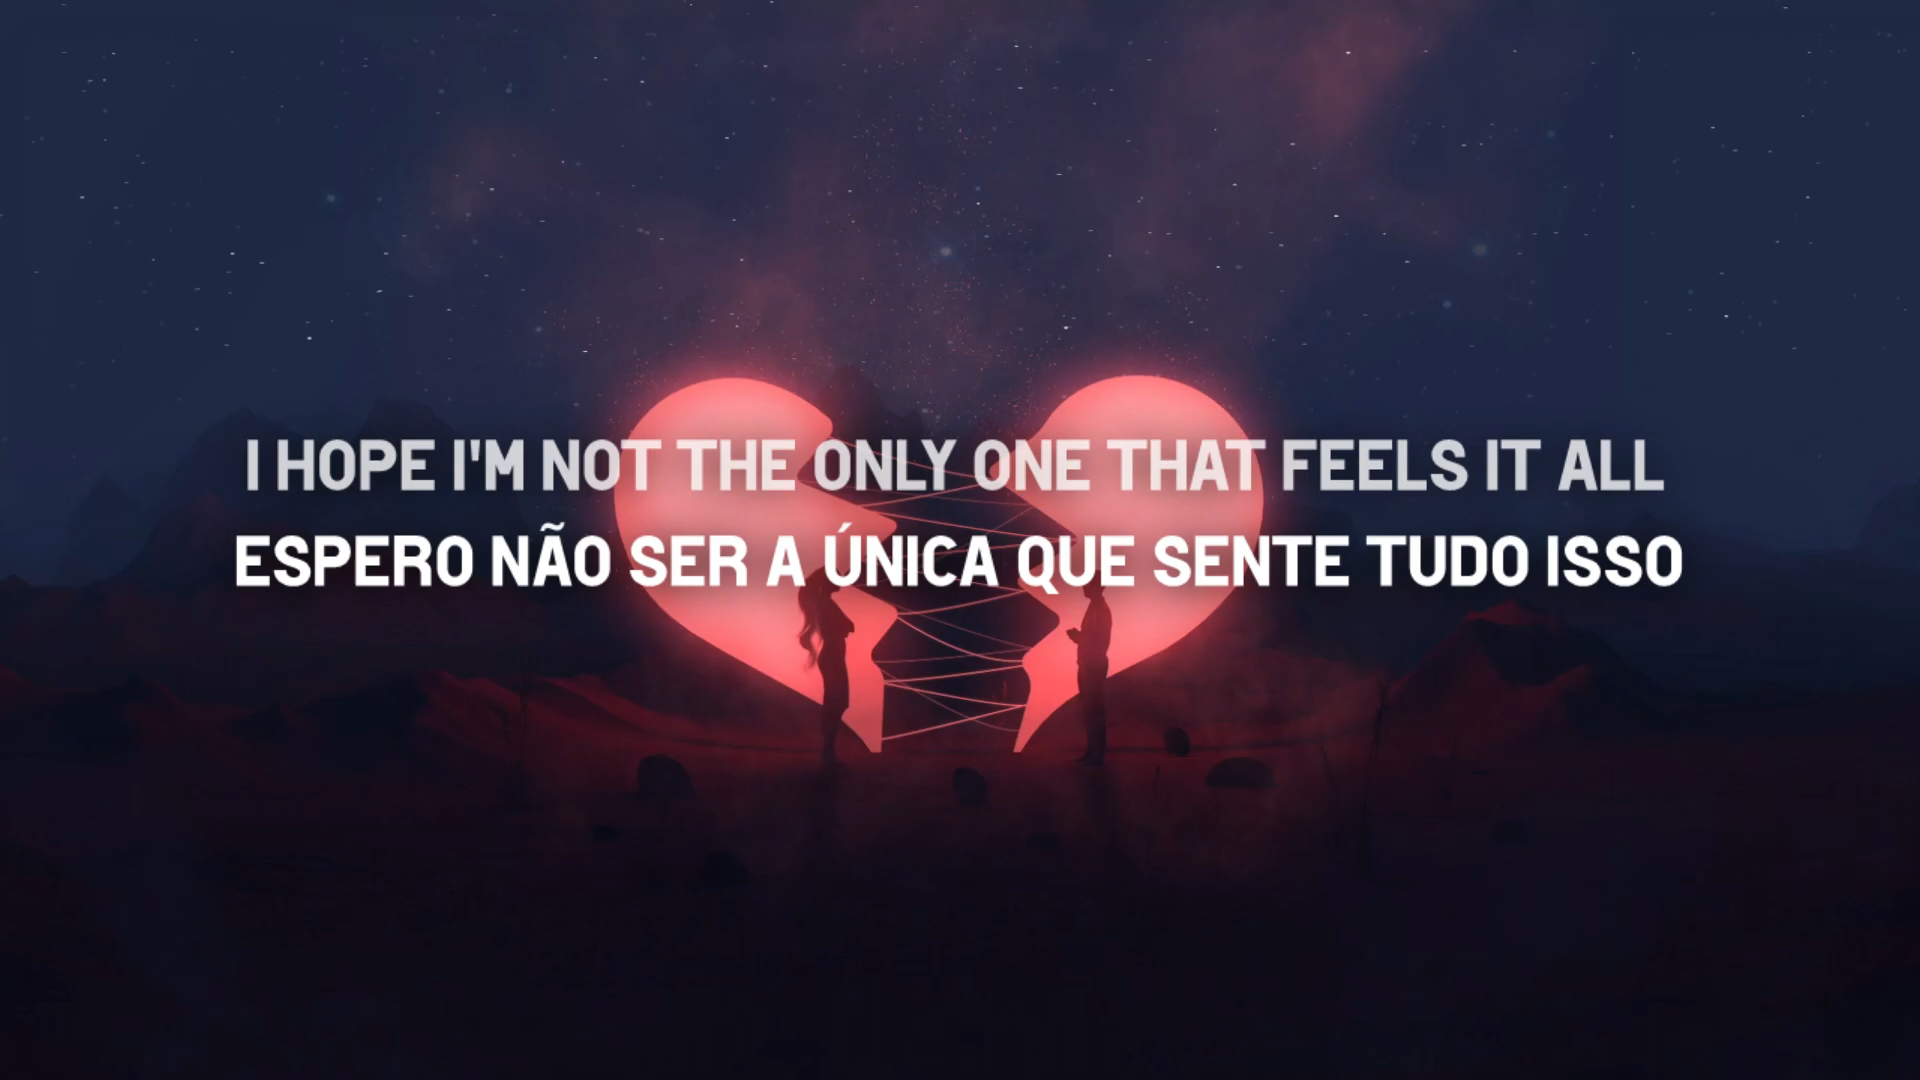 I HOPE I'M NOT THE ONLY ONE THAT FEELS IT ALL
ESPERO NÃO SER A ÚNICA QUE SENTE TUDO ISSO